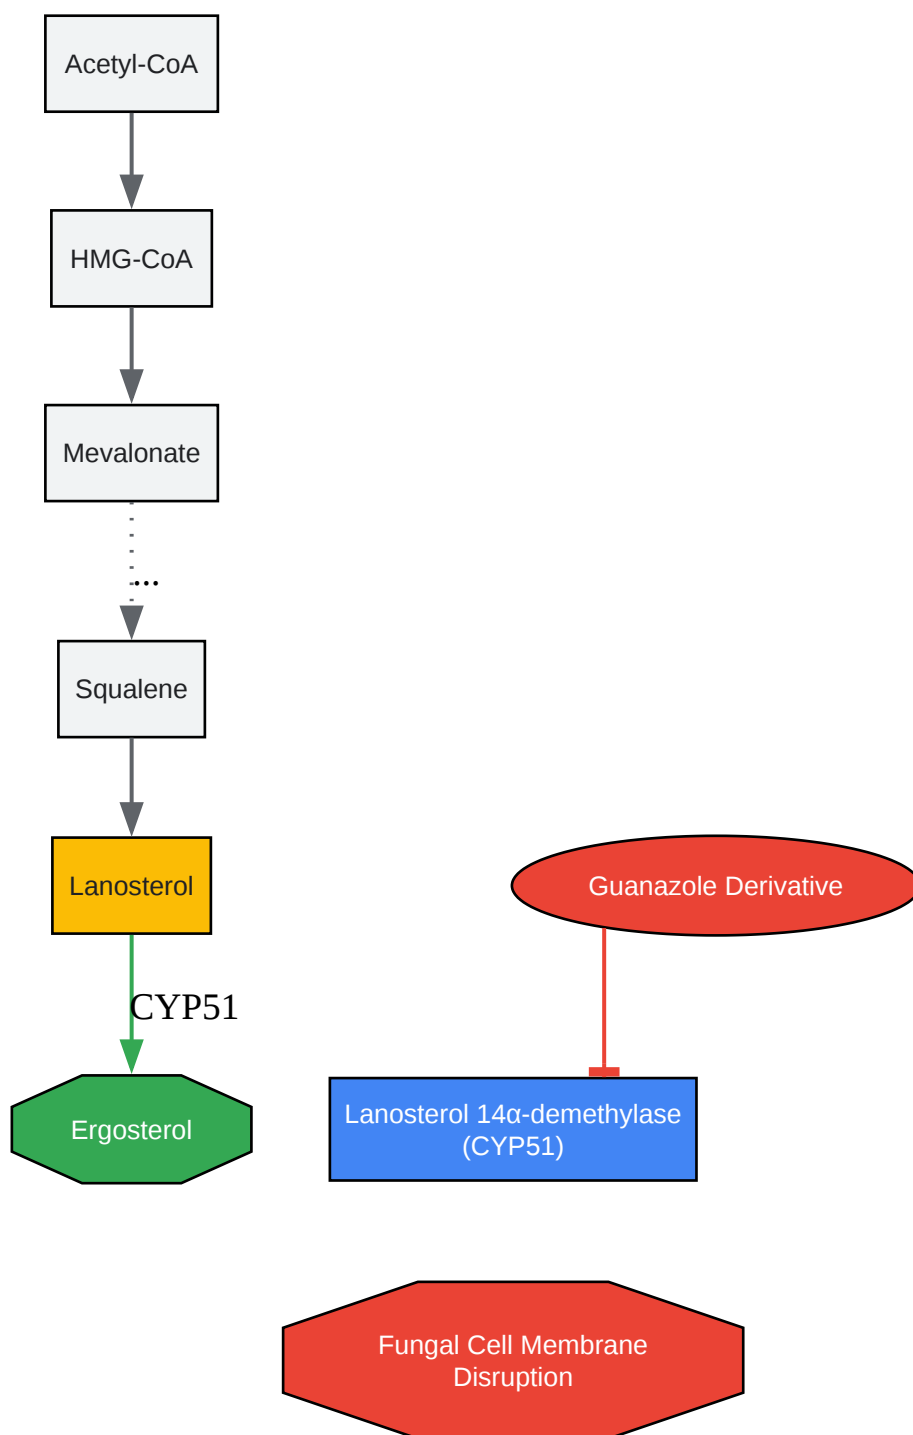 Acetyl-CoA
HMG-CoA
Mevalonate
...
Squalene
Lanosterol
Guanazole Derivative
CYP51
Ergosterol
Lanosterol 14α-demethylase
(CYP51)
Fungal Cell Membrane
Disruption